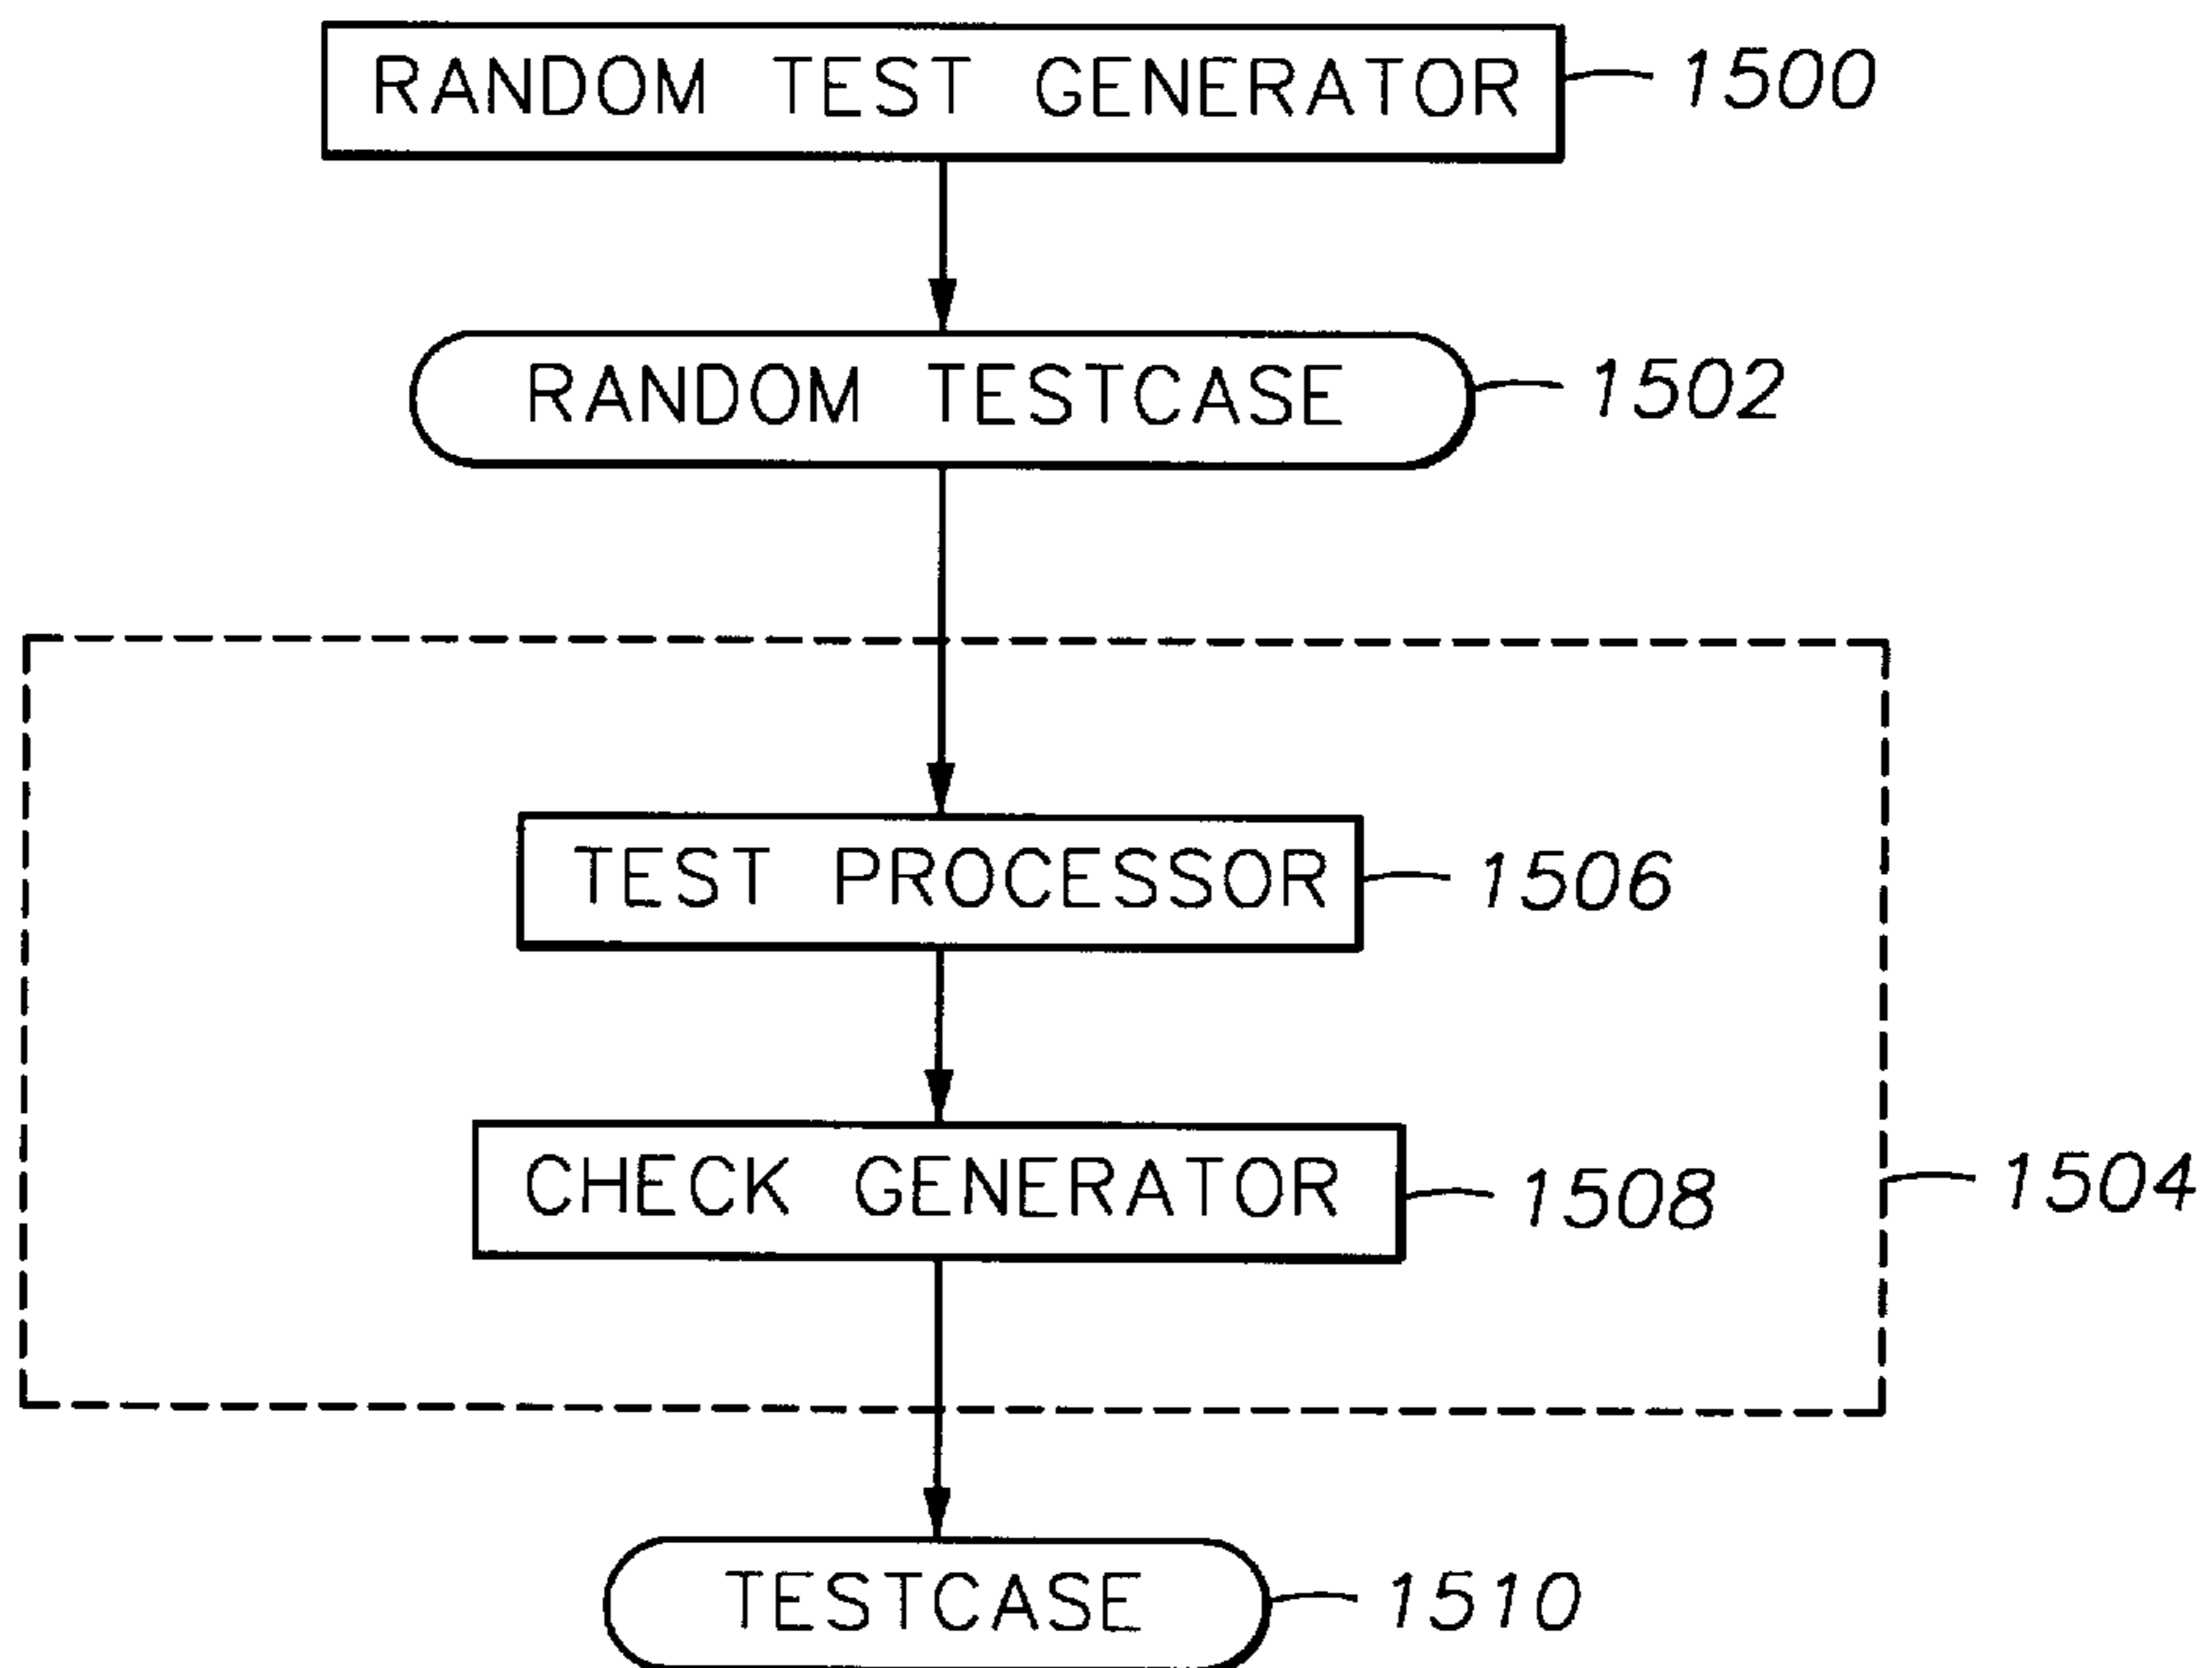 RANDOM TEST GENERATOR 1500
RANDOM TESTCASE 1502
TEST PROCESSOR 1506
CHECK GENERATOR 1508
1504
TESTCASE 1510